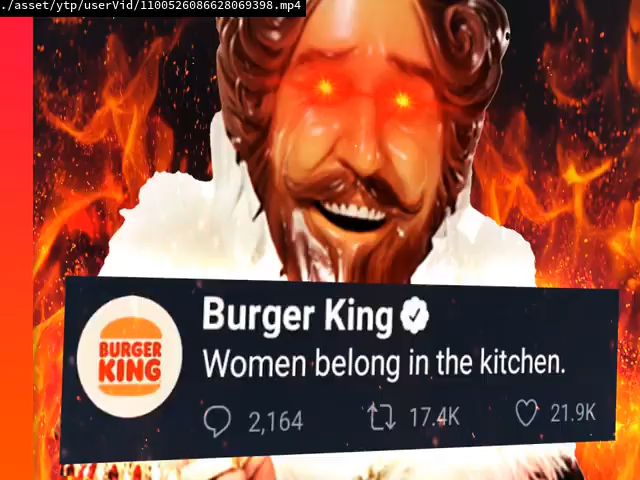 ./asset/ytp/userVid/1100526086628069398.mp4
Burger King
Women belong in the kitchen.
BURGER
KING
2,164 17.4K 21.9K